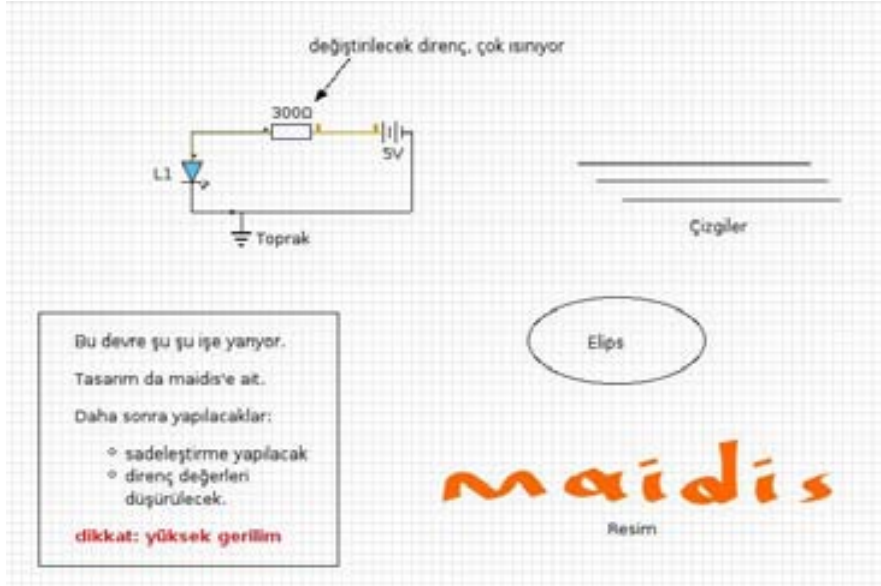 değiştirilecek direnç, çok ısınıyor
300Ω
5V
L1
Toprak
Çizgiler
Bu devre şu şu işe yarıyor.
Tasarım da maidis'e ait.
Daha sonra yapılacaklar:
sadeleştirme yapılacak
direnç değerleri
düşürülecek.
dikkat: yüksek gerilim
Elips
maidis
Resim